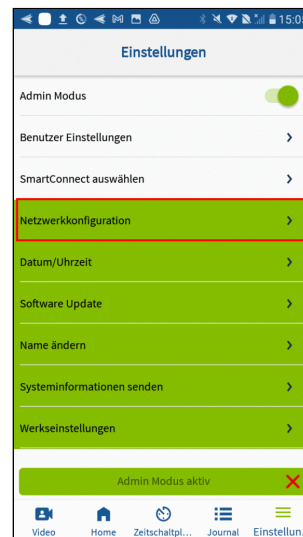 15:0
Einstellungen
Admin Modus
Benutzer Einstellungen
SmartConnect auswählen
Netzwerkkonfiguration
Datum/Uhrzeit
Software Update
Name ändern
Systeminformationen senden
Werkseinstellungen
Admin Modus aktiv
Video Home Zeitschaltpl... Journal Einstellun